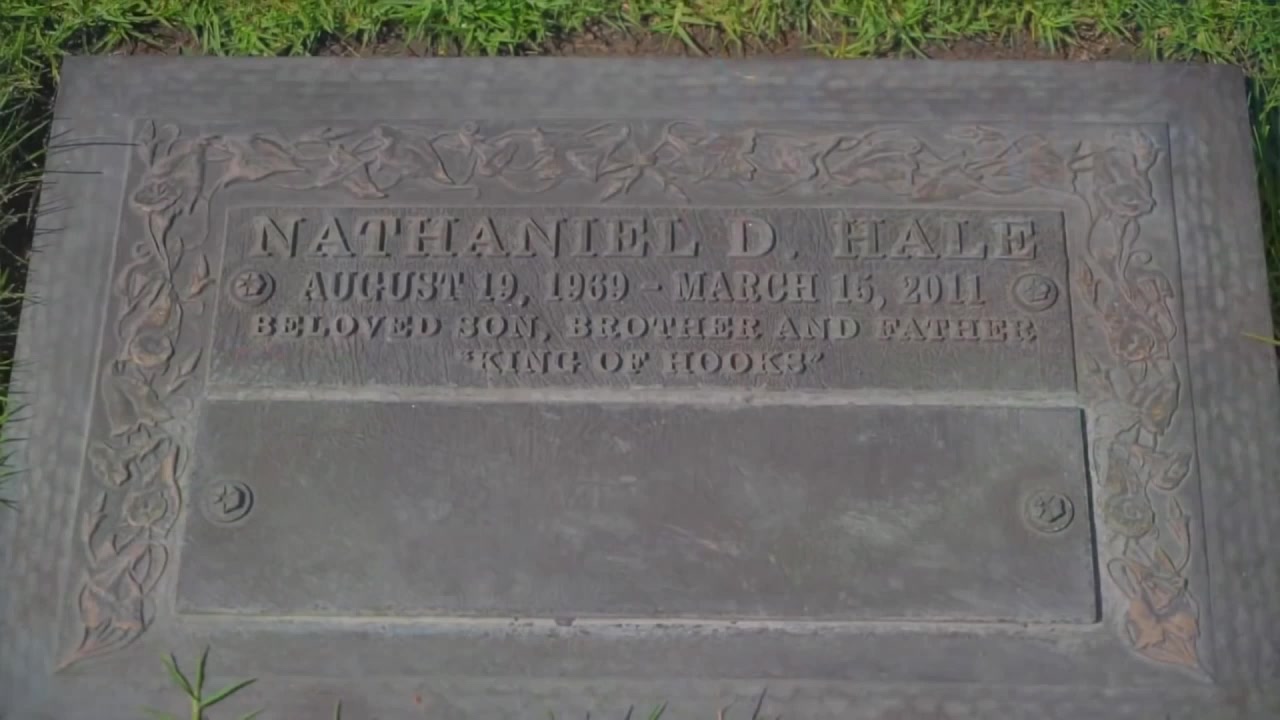 NATHANIEL D. HALE
AUGUST 19, 1969 - MARCH 15, 2011
BELOVED SON, BROTHER AND FATHER
"KING OF HOOKS"